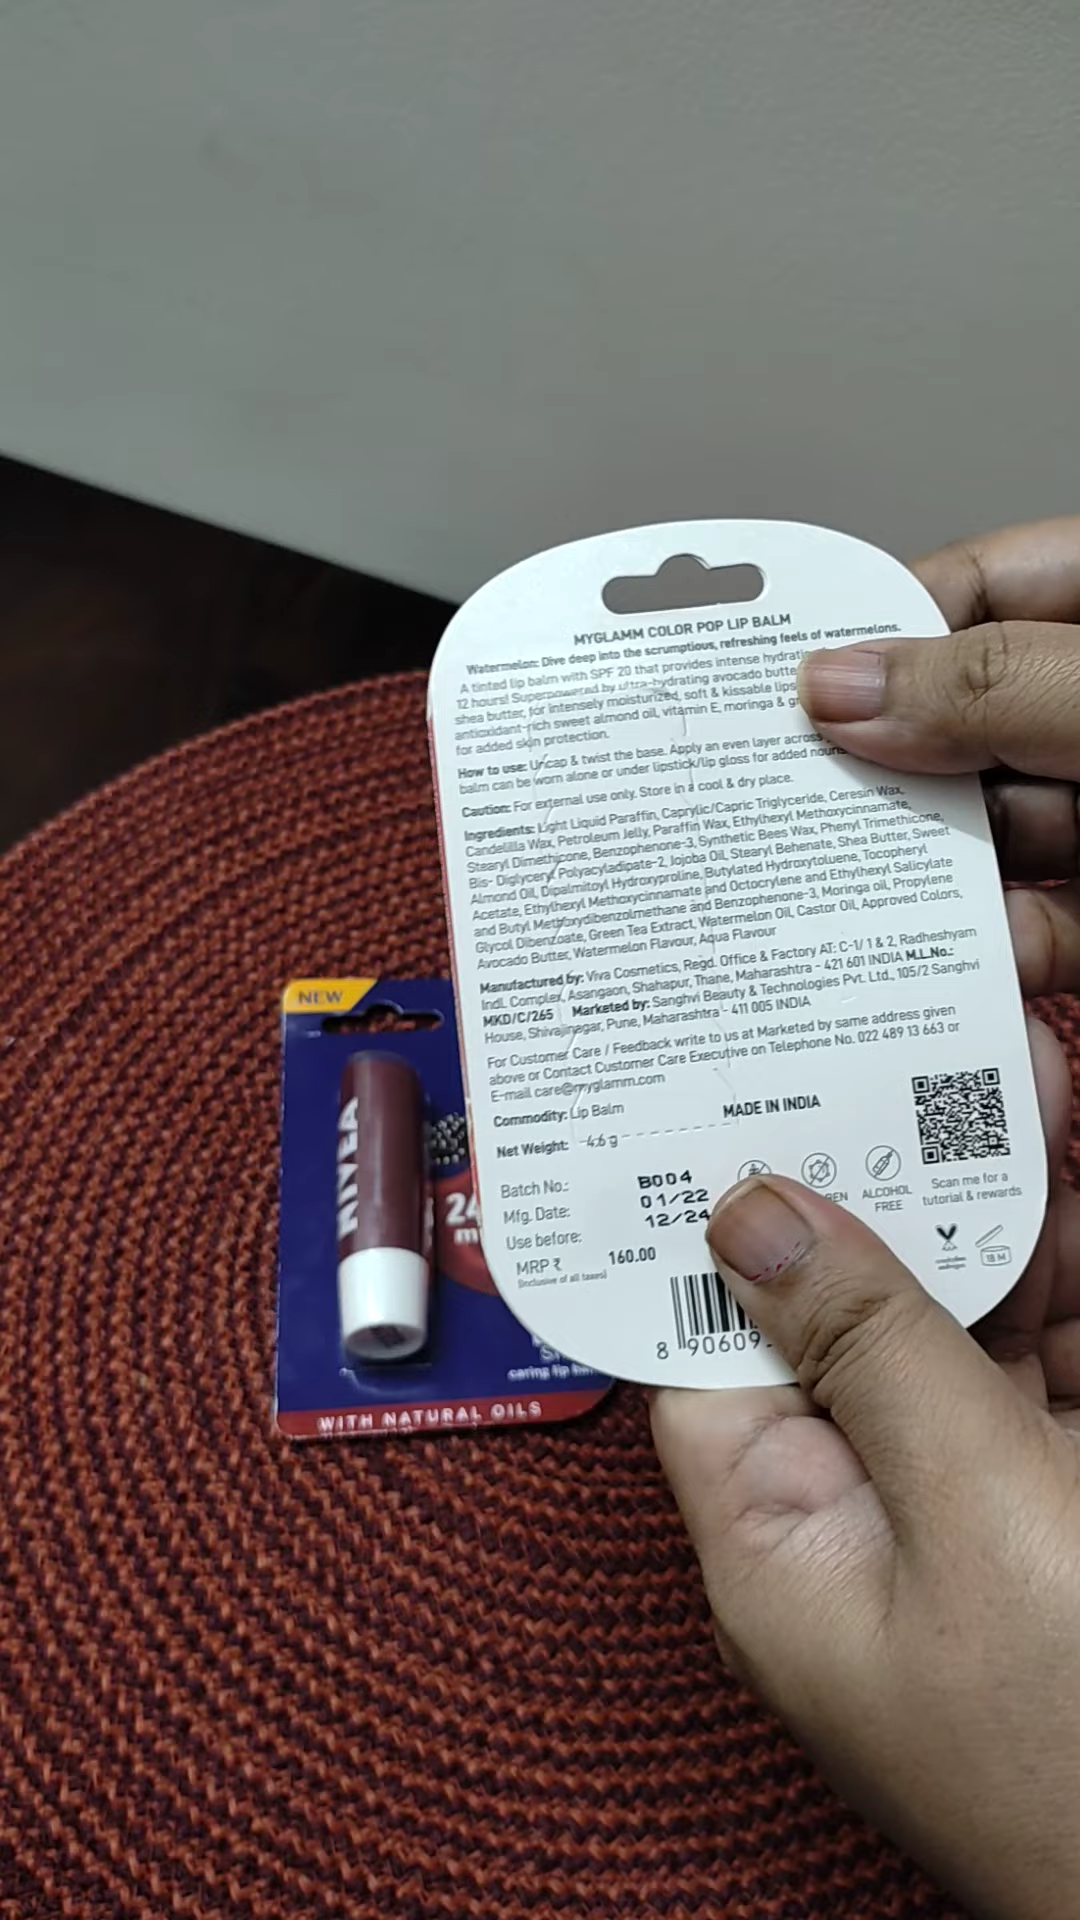 MYGLAMM COLOR POP LIP BALM
Watermelon: Dive deep into the scrumptious, refreshing feels of watermelons.
A tinted lip balm with SPF 20 that provides intense
12 hours! Superpowered by ultra-hydrating avocado
shea butter, for intensely moisturized, soft & kissable lips
antioxidant-rich sweet almond oil, vitamin E, moringa &
for added skin protection.
How to use: Uncap & twist the base. Apply an even layer across
balm can be worn alone or under lipstick/lip gloss for added
Caution: For external use only. Store in a cool & dry place.
Ingredients: Light Liquid Paraffin, Caprylic/Capric Triglyceride, Ceresin Wax,
Candelilla Wax, Petroleum Jelly, Paraffin Wax, Ethylhexyl Methoxycinnamate,
Stearyl Dimethicone, Benzophenone-3, Synthetic Bees Wax, Phenyl Trimethicone,
Bis- Diglyceryl Polyacyladipate-2, Jojoba Oil, Stearyl Behenate, Shea Butter, Sweet
Almond Oil, Dipalmitoyl Hydroxyproline, Butylated Hydroxytoluene, Tocopheryl
Acetate, Ethylhexyl Methoxycinnamate and Octocrylene and Ethylhexyl Salicylate
and Butyl Methoxydibenzolmethane and Benzophenone-3, Moringa oil, Propylene
Glycol Dibenzoate, Green Tea Extract, Watermelon Oil, Castor Oil, Approved Colors,
Avocado Butter, Watermelon Flavour, Aqua Flavour
Manufactured by: Viva Cosmetics, Regd. Office & Factory AT: C-1/ 1 & 2, Radheshyam
Indl. Complex, Asangaon, Shahapur, Thane, Maharashtra - 421 601 INDIA M.L.No.:
MKD/C/265 Marketed by: Sanghvi Beauty & Technologies Pvt. Ltd., 105/2 Sanghvi
House, Shivajinagar, Pune, Maharashtra - 411 005 INDIA
For Customer Care / Feedback write to us at Marketed by same address given
above or Contact Customer Care Executive on Telephone No. 022 489 13 663 or
E-mail care@myglamm.com
Commodity: Lip Balm
MADE IN INDIA
Net Weight: 4.6 g
Batch No.: B004
Mfg. Date: 01/22
Use before: 12/24
MRP ₹ 160.00
(Inclusive of all taxes)
ALCOHOL
FREE
Scan me for a
tutorial & rewards
18 M
8 90609
NEW
NIVEA
24
caring lip
WITH NATURAL OILS